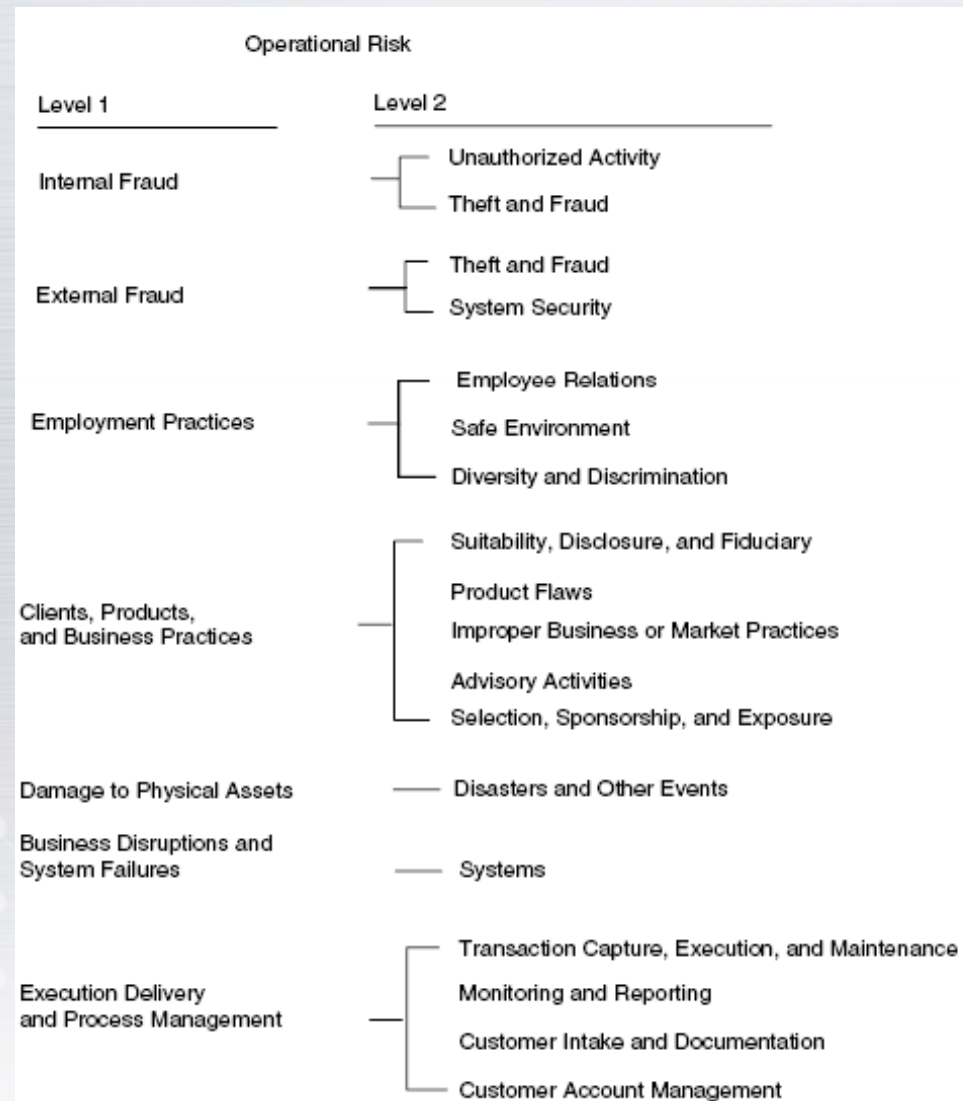 Operational Risk
Level 1
Level 2
Internal Fraud
Unauthorized Activity
Theft and Fraud
External Fraud
Theft and Fraud
System Security
Employment Practices
Employee Relations
Safe Environment
Diversity and Discrimination
Clients, Products,
and Business Practices
Suitability, Disclosure, and Fiduciary
Product Flaws
Improper Business or Market Practices
Advisory Activities
Selection, Sponsorship, and Exposure
Damage to Physical Assets
Disasters and Other Events
Business Disruptions and
System Failures
Systems
Execution Delivery
and Process Management
Transaction Capture, Execution, and Maintenance
Monitoring and Reporting
Customer Intake and Documentation
Customer Account Management